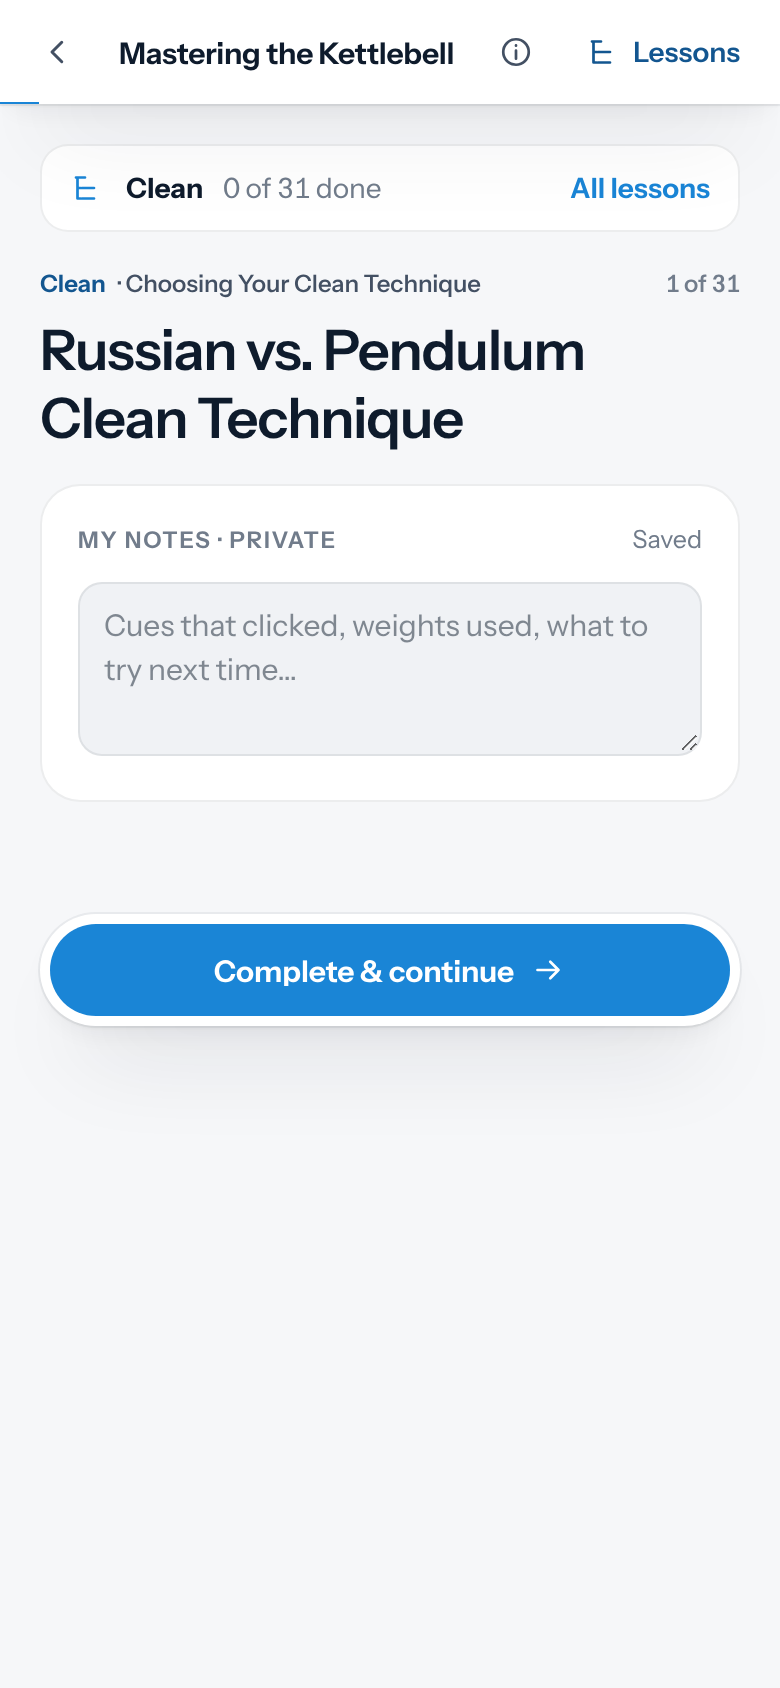 Mastering the Kettlebell
Lessons
Clean 0 of 31 done
All lessons
Clean · Choosing Your Clean Technique
1 of 31
Russian vs. Pendulum
Clean Technique
MY NOTES · PRIVATE
Saved
Cues that clicked, weights used, what to
try next time...
Complete & continue →